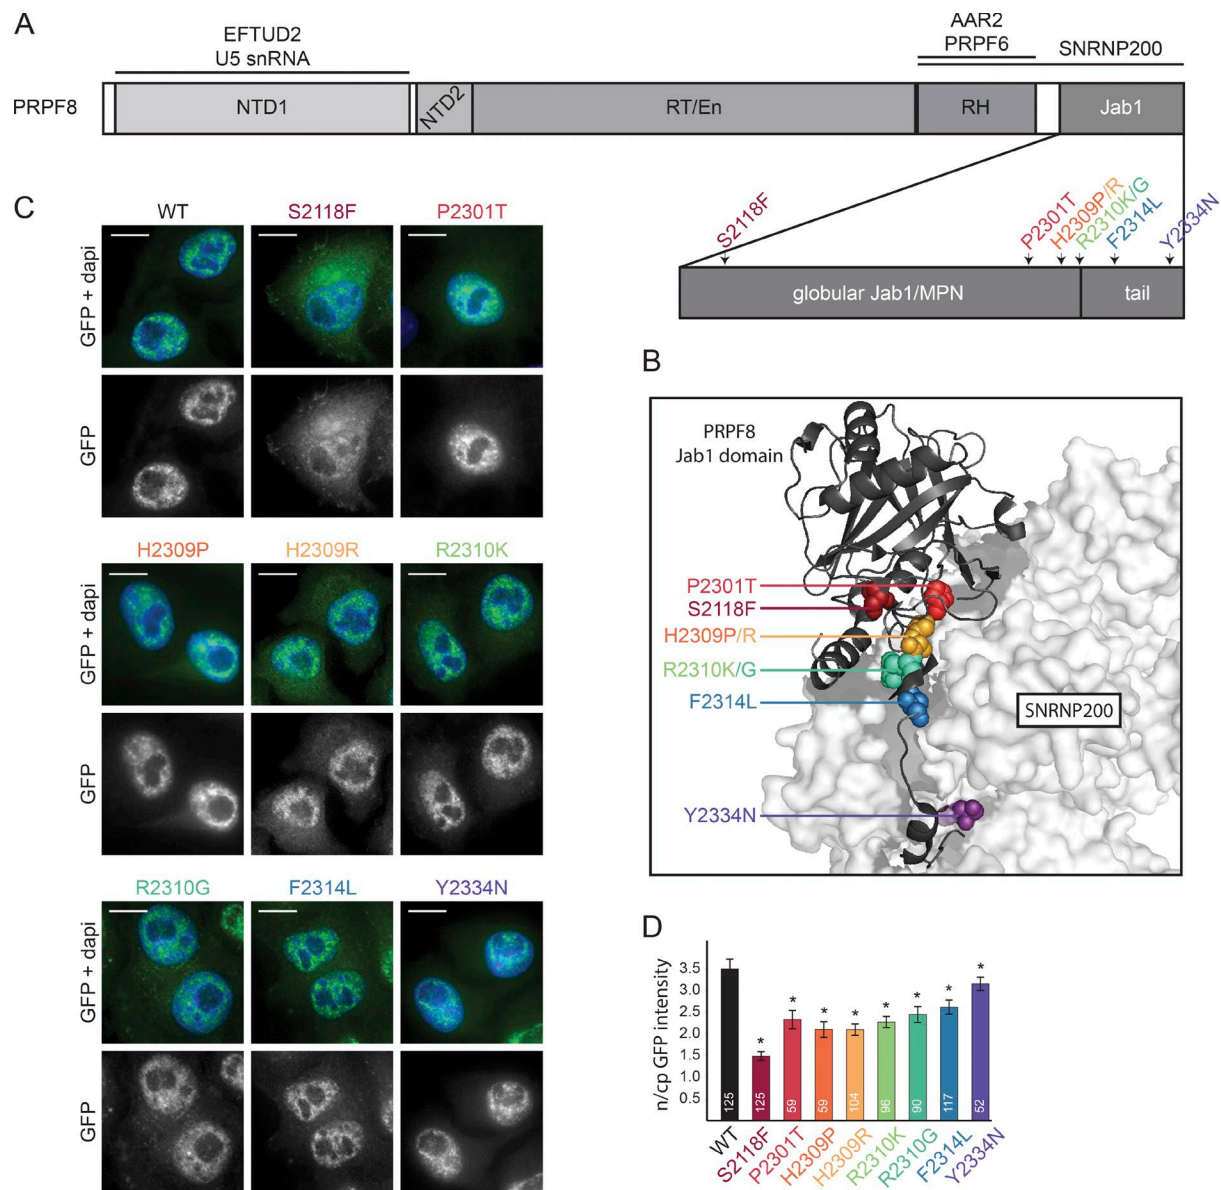 A
EFTUD2
U5 snRNA
AAR2
PRPF6
SNRNP200
PRPF8
NTD1
NTD2
RT/En
RH
Jab1
S2118F
P2301T
H2309P/R
R2310K/G
F2314L
Y2334N
globular Jab1/MPN
tail
C
WT
S2118F
P2301T
GFP + dapi
GFP
H2309P
H2309R
R2310K
GFP + dapi
GFP
R2310G
F2314L
Y2334N
GFP + dapi
GFP
B
PRPF8
Jab1 domain
P2301T
S2118F
H2309P/R
R2310K/G
F2314L
Y2334N
SNRNP200
D
n/cp GFP intensity
3.5
3.0
2.5
2.0
1.5
1.0
0.5
* * * * * * * *
125 125 59 59 104 96 90 117 52
WT
S2118F
P2301T
H2309P
H2309R
R2310K
R2310G
F2314L
Y2334N